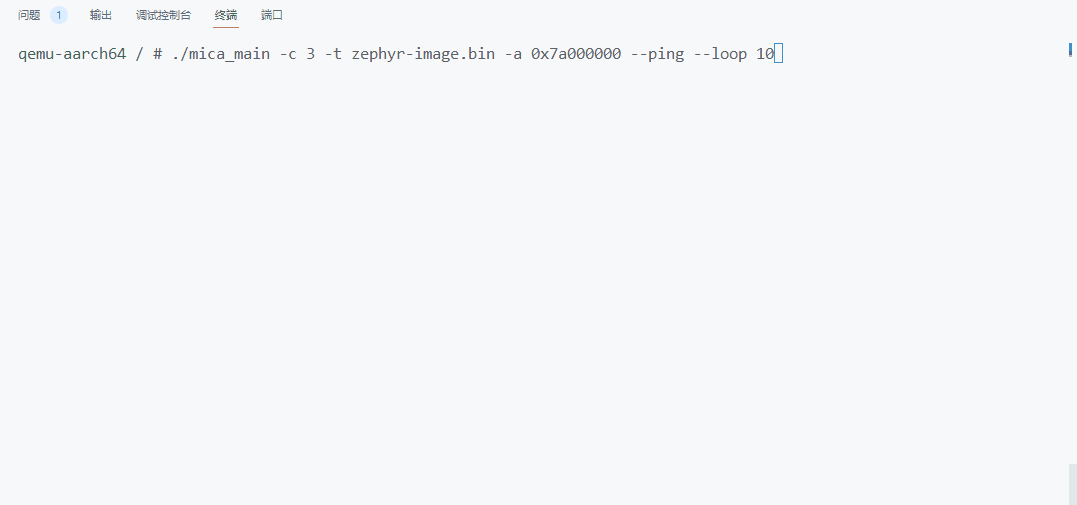 问题 1 输出 调试控制台 终端 端口
qemu-aarch64 / # ./mica_main -c 3 -t zephyr-image.bin -a 0x7a000000 --ping --loop 10